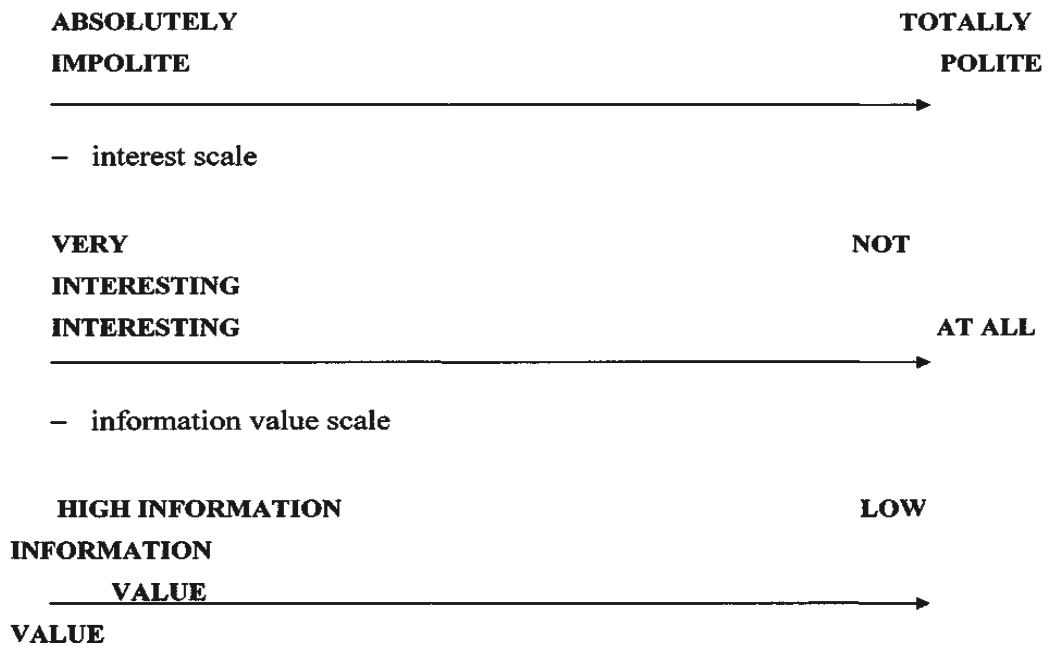 ABSOLUTELY TOTALLY
IMPOLITE POLITE
– interest scale
VERY NOT
INTERESTING
INTERESTING AT ALL
– information value scale
HIGH INFORMATION LOW
INFORMATION
VALUE
VALUE